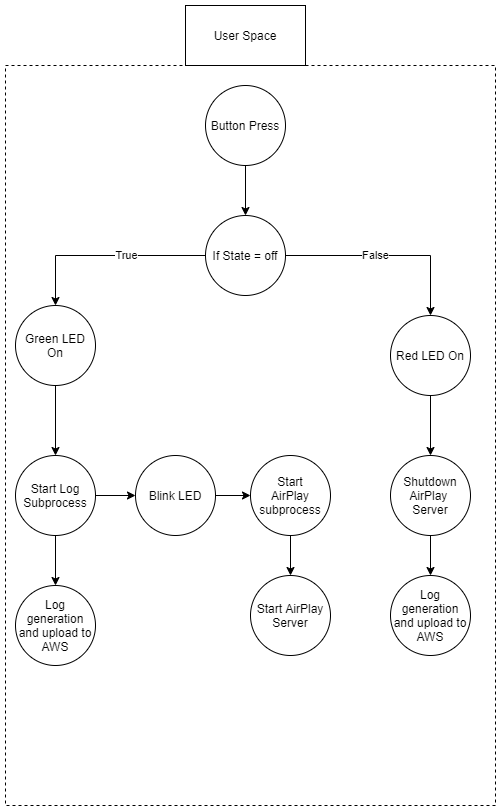 User Space
Button Press
If State = off
True
False
Green LED
On
Red LED On
Start Log
Subprocess
Blink LED
Start
AirPlay
subprocess
Shutdown
AirPlay
Server
Log
generation
and upload to
AWS
Start AirPlay
Server
Log
generation
and upload to
AWS